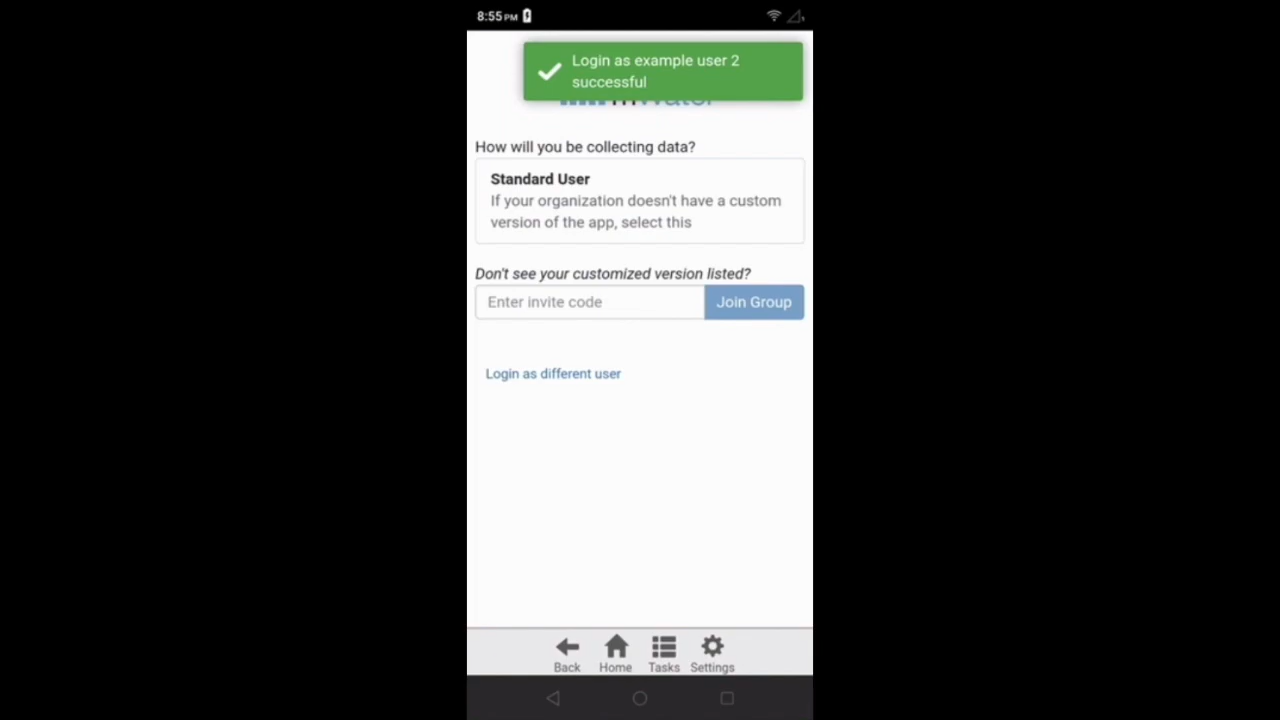 8:55 PM
Login as example user 2
successful
How will you be collecting data?
Standard User
If your organization doesn't have a custom
version of the app, select this
Don't see your customized version listed?
Enter invite code
Join Group
Login as different user
Back
Home
Tasks
Settings